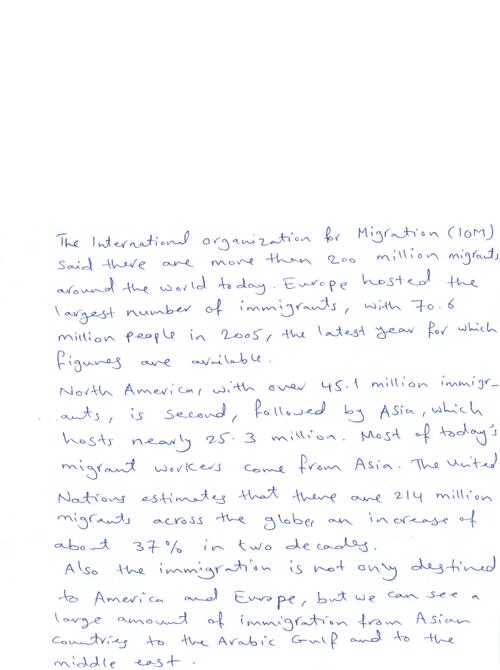 The International organization for Migration (IOM)
said there are more than 200 million migrants
around the world today. Europe hosted the
largest number of immigrants, with 70.6
million people in 2005, the latest year for which
figures are available.
North America, with over 45.1 million immigr-
ants, is second, followed by Asia, which
hosts nearly 25.3 million. Most of today's
migrant workers come from Asia. The United
Nations estimates that there are 214 million
migrants across the globe, an increase of
about 37% in two decades.
Also the immigration is not only destined
to America and Europe, but we can see a
large amount of immigration from Asian
countries to the Arabic Gulf and to the
middle east.